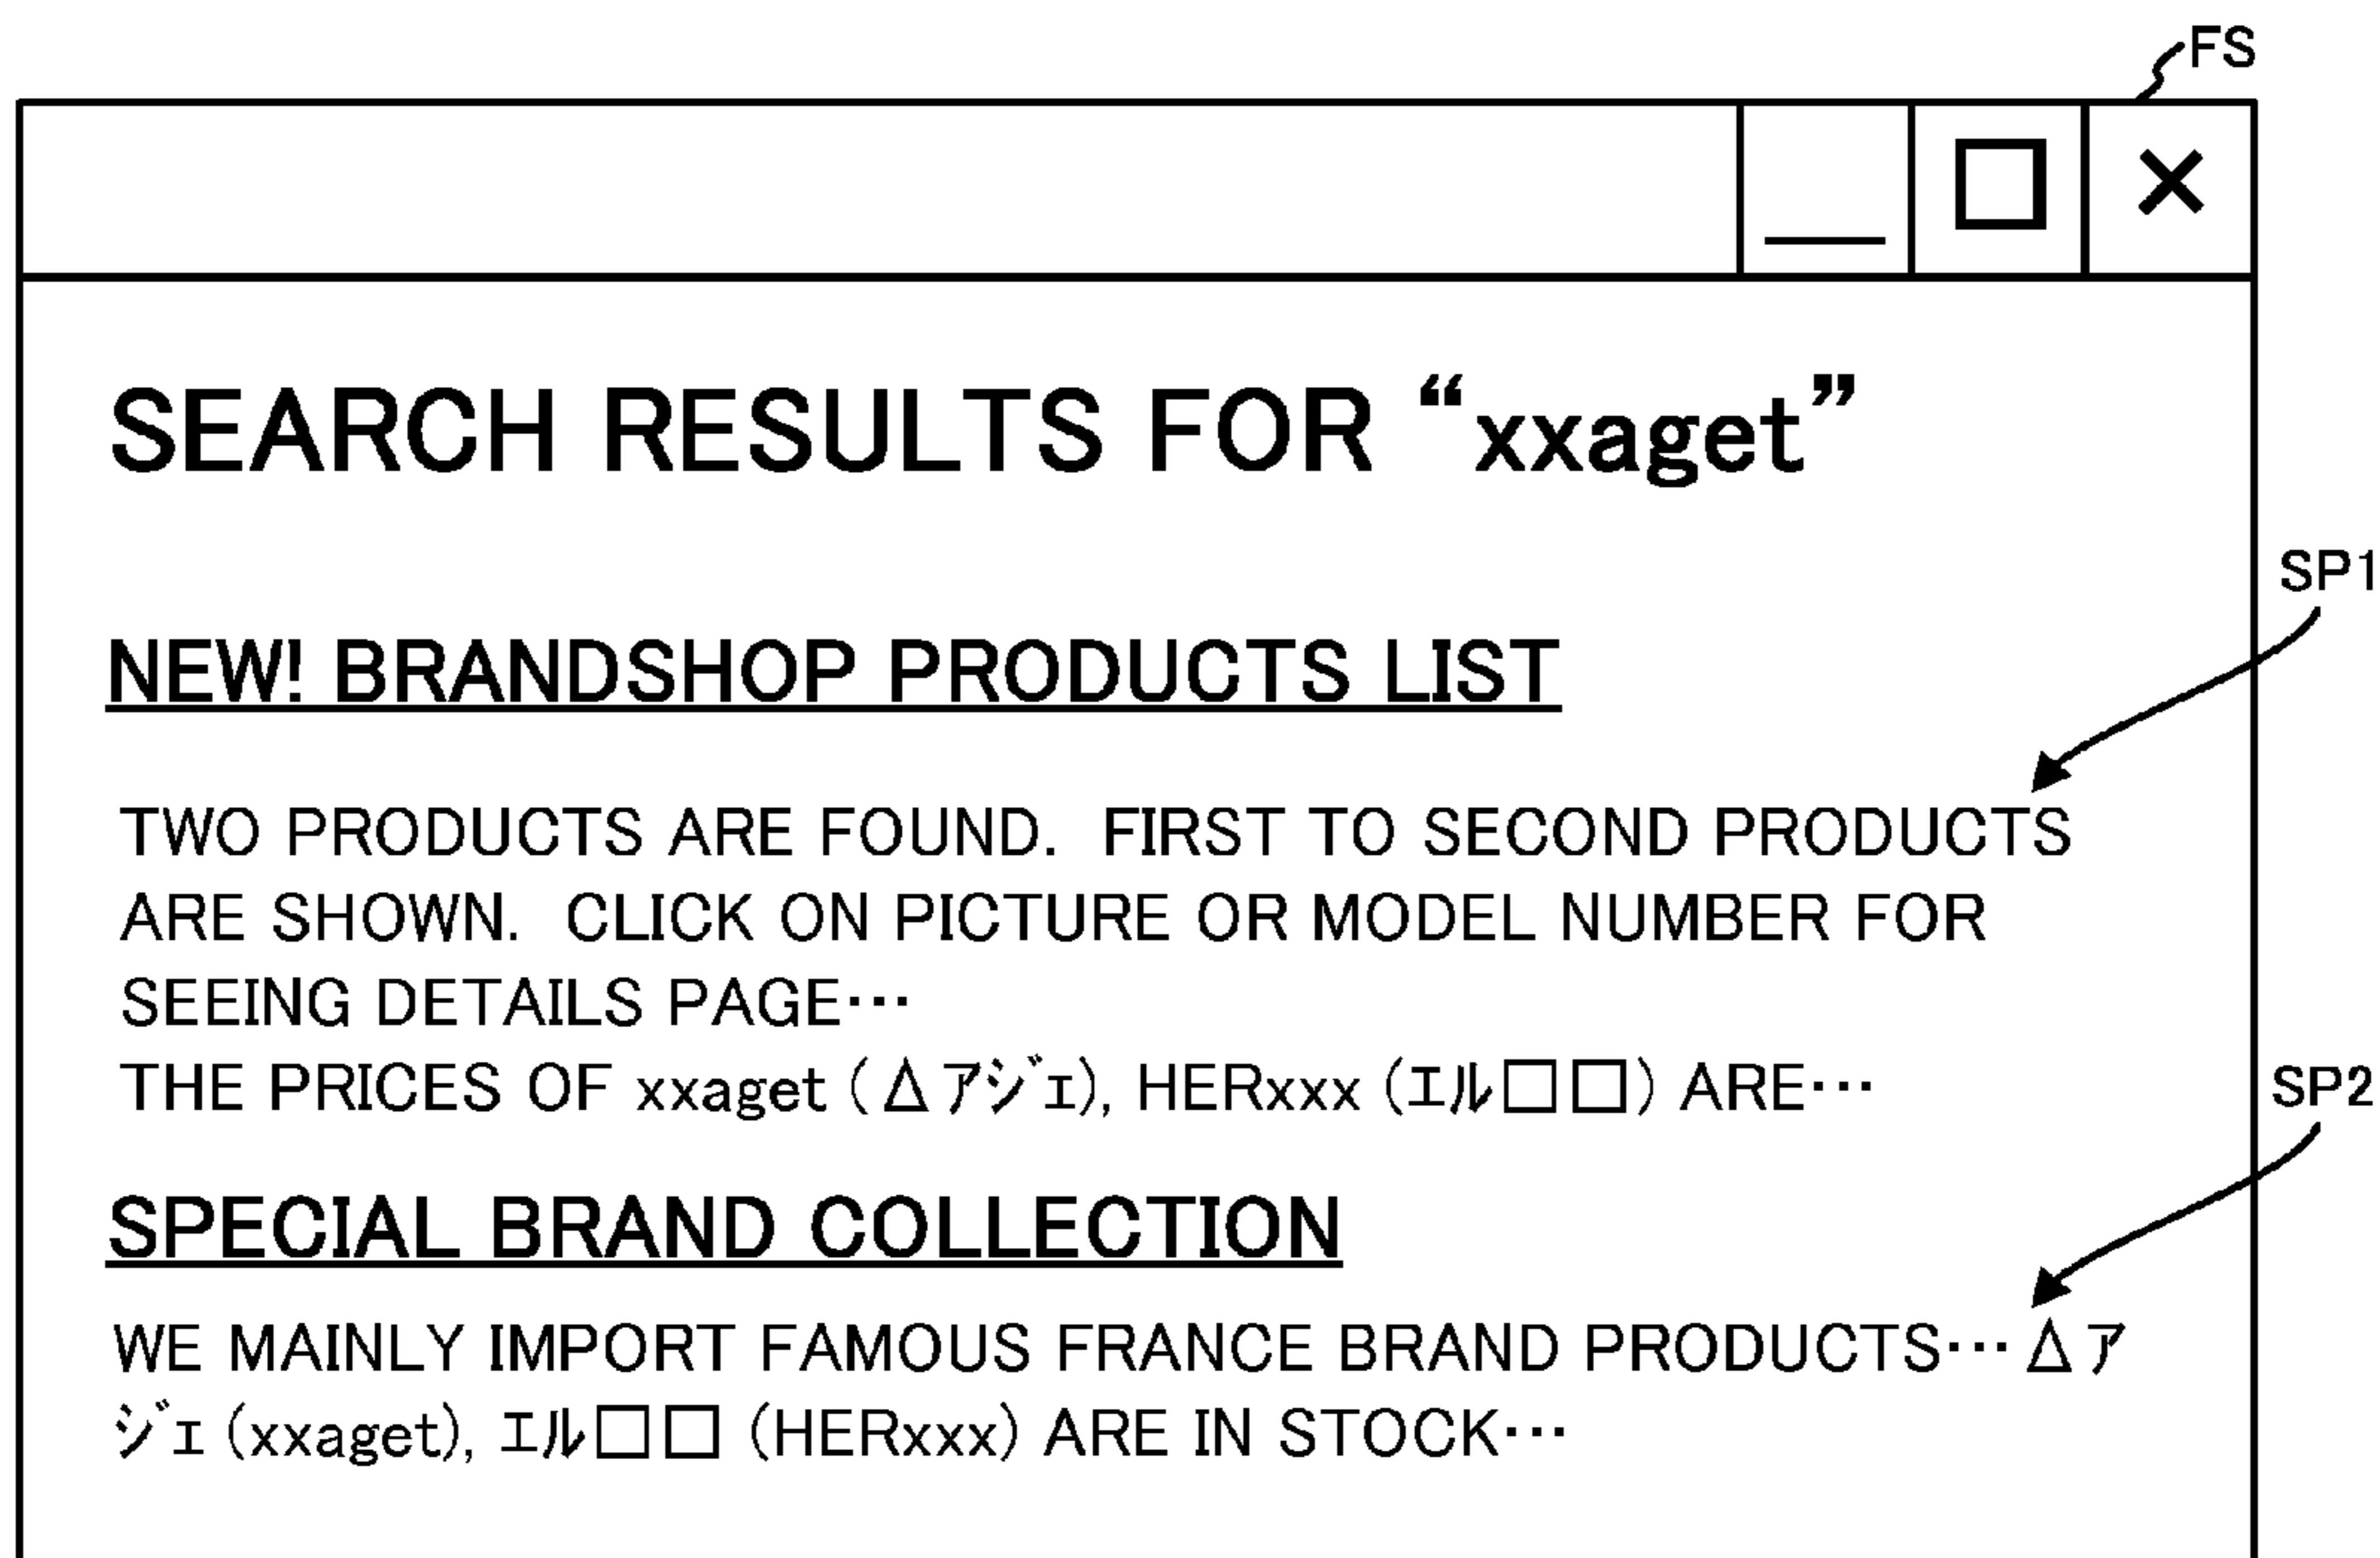 FS
SEARCH RESULTS FOR “xxaget”
SP1
NEW! BRANDSHOP PRODUCTS LIST
TWO PRODUCTS ARE FOUND. FIRST TO SECOND PRODUCTS
ARE SHOWN. CLICK ON PICTURE OR MODEL NUMBER FOR
SEEING DETAILS PAGE···
THE PRICES OF xxaget (△アジェ), HERxxx (エル□□) ARE···
SP2
SPECIAL BRAND COLLECTION
WE MAINLY IMPORT FAMOUS FRANCE BRAND PRODUCTS···△ア
ジェ (xxaget), エル□□ (HERxxx) ARE IN STOCK···